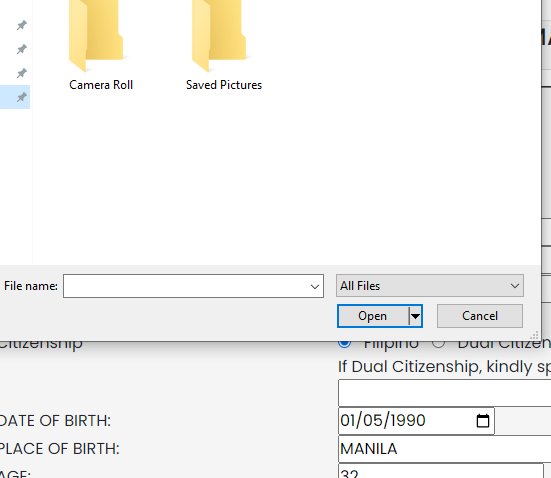 MA
Camera Roll Saved Pictures
File name: All Files
Open Cancel
Citizenship Filipino Dual Citizen
If Dual Citizenship, kindly sp
DATE OF BIRTH: 01/05/1990
PLACE OF BIRTH: MANILA
AGE: 32